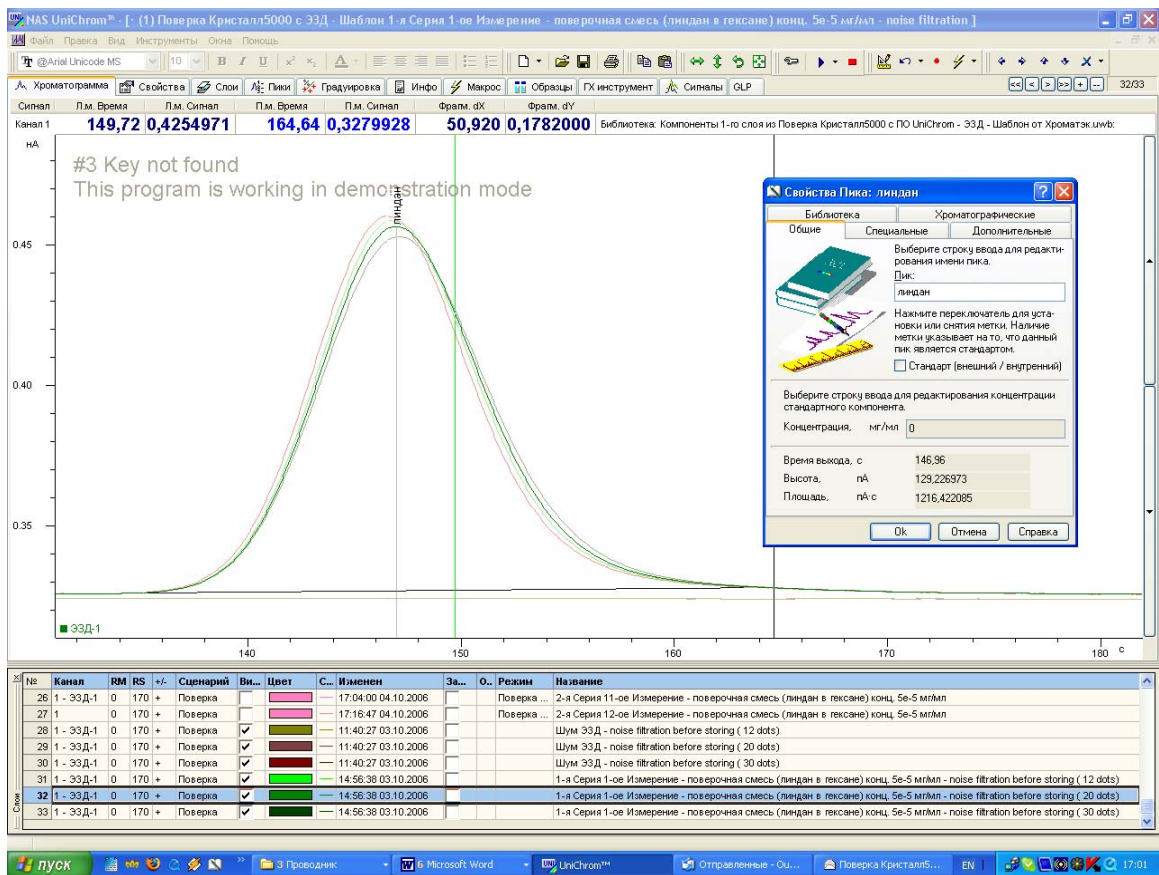 NAS UniChrom™ - [- (1) Поверка Кристалл5000 с ЭЗД - Шаблон 1-я Серия 1-ое Измерение - поверочная смесь (линдан в гексане) конц. 5е-5 мг/мл - noise filtration ]
Файл Правка Вид Инструменты Окна Помощь
@Arial Unicode MS 10
Хроматограмма Свойства Слои Пики Градуировка Инфо Макрос Образцы ГХ инструмент Сигналы GLP << < > >> + -- 32/33
Сигнал Л.м. Время Л.м. Сигнал П.м. Время П.м. Сигнал Фрагм. dX Фрагм. dY
Канал 1 149,72 0,4254971 164,64 0,3279928 50,920 0,1782000 Библиотека: Компоненты 1-го слоя из Поверка Кристалл5000 с ПО UniChrom - ЭЗД - Шаблон от Хроматэк.uwb:
нА
#3 Key not found
This program is working in demonstration mode
линдан
0.45
0.40
0.35
ЭЗД-1
140 150 160 170 180 с
Свойства Пика: линдан
Библиотека Хроматографические
Общие Специальные Дополнительные
Выберите строку ввода для редакти-
рования имени пика.
Пик:
линдан
Нажмите переключатель для уста-
новки или снятия метки. Наличие
метки указывает на то, что данный
пик является стандартом.
Стандарт (внешний / внутренний)
Выберите строку ввода для редактирования концентрации
стандартного компонента.
Концентрация, мг/мл 0
Время выхода, с 146,96
Высота, пА 129,226973
Площадь, пА·с 1216,422085
Ok Отмена Справка
Слои
№ Канал RM RS +/- Сценарий Ви... Цвет С... Изменен За... О.. Режим Название
26 1 - ЭЗД-1 0 170 + Поверка 17:04:00 04.10.2006 Поверка ... 2-я Серия 11-ое Измерение - поверочная смесь (линдан в гексане) конц. 5е-5 мг/мл
27 1 0 170 + Поверка 17:16:47 04.10.2006 Поверка ... 2-я Серия 12-ое Измерение - поверочная смесь (линдан в гексане) конц. 5е-5 мг/мл
28 1 - ЭЗД-1 0 170 + Поверка 11:40:27 03.10.2006 Шум ЭЗД - noise filtration before storing ( 12 dots)
29 1 - ЭЗД-1 0 170 + Поверка 11:40:27 03.10.2006 Шум ЭЗД - noise filtration before storing ( 20 dots)
30 1 - ЭЗД-1 0 170 + Поверка 11:40:27 03.10.2006 Шум ЭЗД - noise filtration before storing ( 30 dots)
31 1 - ЭЗД-1 0 170 + Поверка 14:56:38 03.10.2006 1-я Серия 1-ое Измерение - поверочная смесь (линдан в гексане) конц. 5е-5 мг/мл - noise filtration before storing ( 12 dots)
32 1 - ЭЗД-1 0 170 + Поверка 14:56:38 03.10.2006 1-я Серия 1-ое Измерение - поверочная смесь (линдан в гексане) конц. 5е-5 мг/мл - noise filtration before storing ( 20 dots)
33 1 - ЭЗД-1 0 170 + Поверка 14:56:38 03.10.2006 1-я Серия 1-ое Измерение - поверочная смесь (линдан в гексане) конц. 5е-5 мг/мл - noise filtration before storing ( 30 dots)
пуск 3 Проводник 6 Microsoft Word UniChrom™ Отправленные - Ou... Поверка Кристалл5... EN 17:01